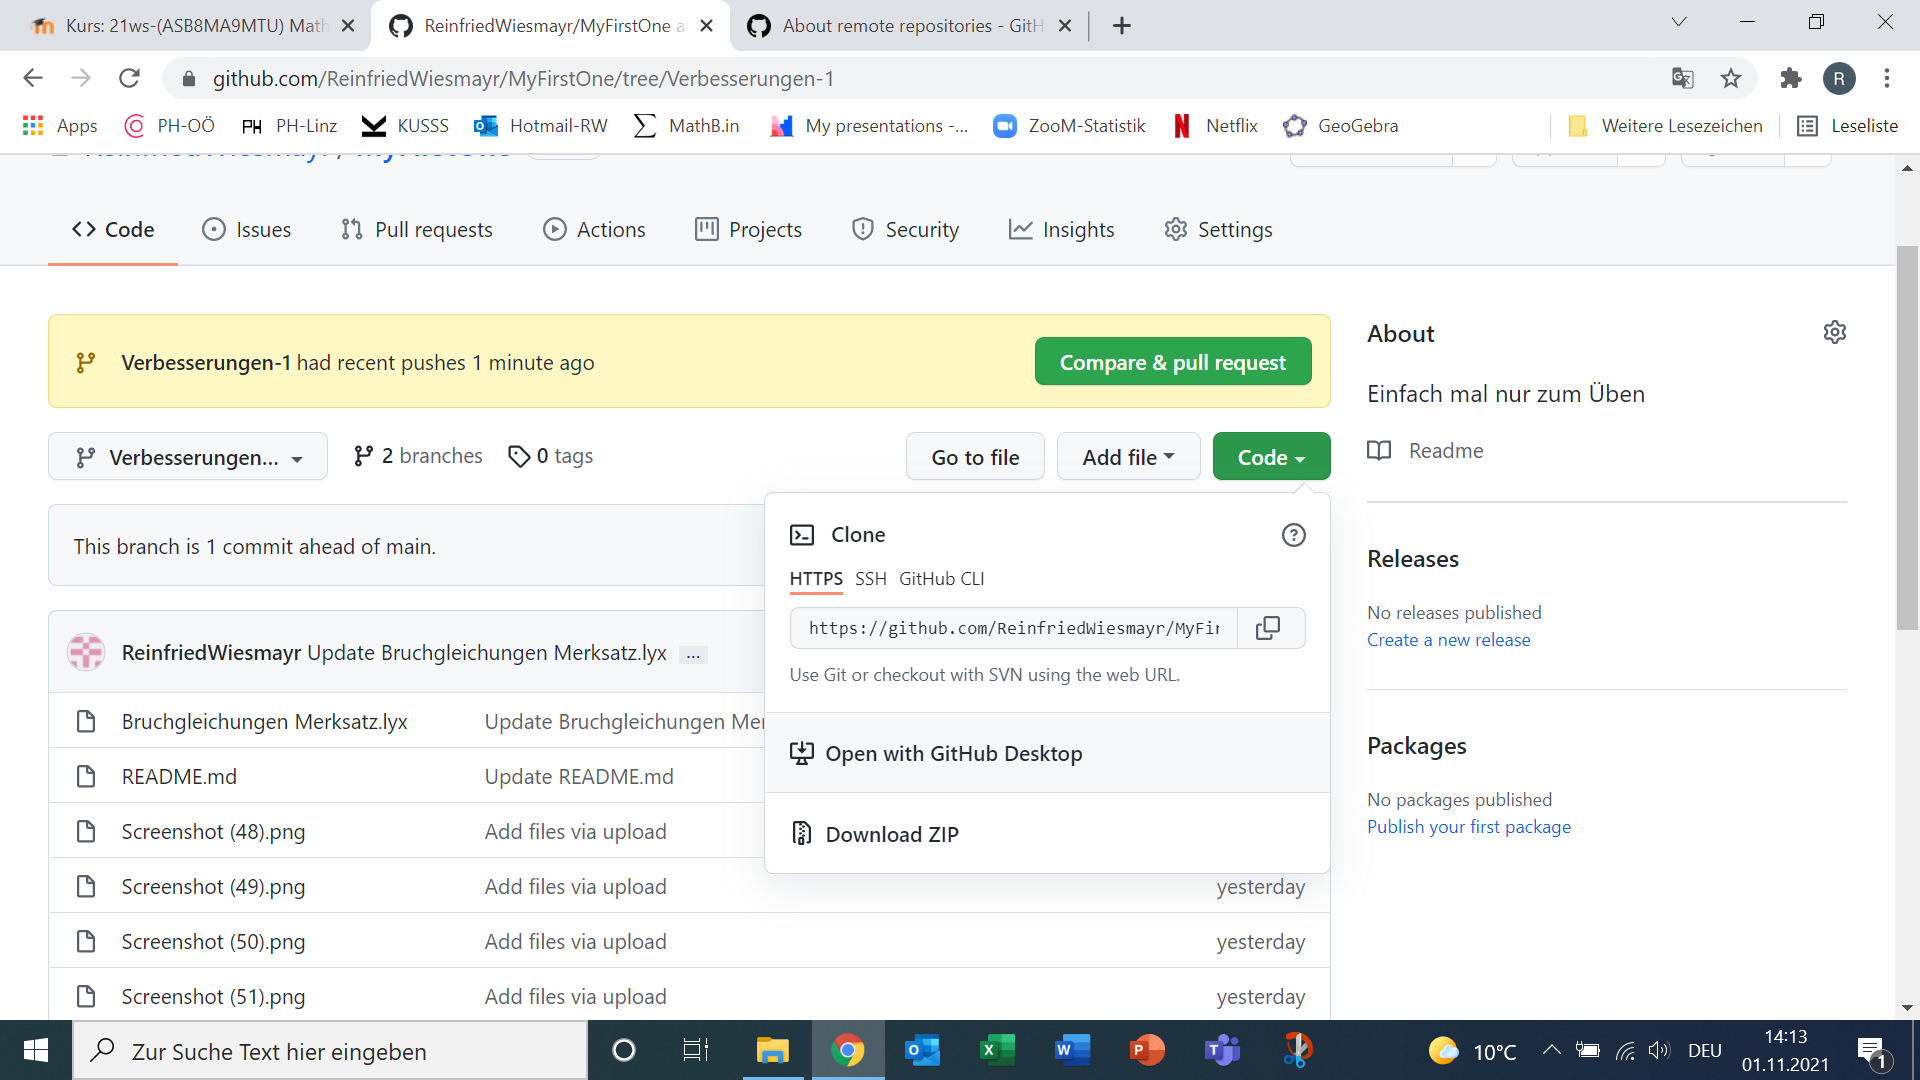 Kurs: 21ws-(ASB8MA9MTU) Math
ReinfriedWiesmayr/MyFirstOne a
About remote repositories - GitH
github.com/ReinfriedWiesmayr/MyFirstOne/tree/Verbesserungen-1
R
Apps
PH-OÖ
PH PH-Linz
KUSSS
Hotmail-RW
MathB.in
My presentations -...
ZooM-Statistik
Netflix
GeoGebra
Weitere Lesezeichen
Leseliste
ReinfriedWiesmayr / MyFirstOne
Code
Issues
Pull requests
Actions
Projects
Security
Insights
Settings
Verbesserungen-1 had recent pushes 1 minute ago
Compare & pull request
Verbesserungen...
2 branches
0 tags
Go to file
Add file
Code
This branch is 1 commit ahead of main.
Clone
HTTPS SSH GitHub CLI
https://github.com/ReinfriedWiesmayr/MyFir
Use Git or checkout with SVN using the web URL.
Open with GitHub Desktop
Download ZIP
ReinfriedWiesmayr Update Bruchgleichungen Merksatz.lyx ...
Bruchgleichungen Merksatz.lyx Update Bruchgleichungen Mer
README.md Update README.md
Screenshot (48).png Add files via upload
Screenshot (49).png Add files via upload yesterday
Screenshot (50).png Add files via upload yesterday
Screenshot (51).png Add files via upload yesterday
About
Einfach mal nur zum Üben
Readme
Releases
No releases published
Create a new release
Packages
No packages published
Publish your first package
Zur Suche Text hier eingeben
10°C
DEU
14:13
01.11.2021
1